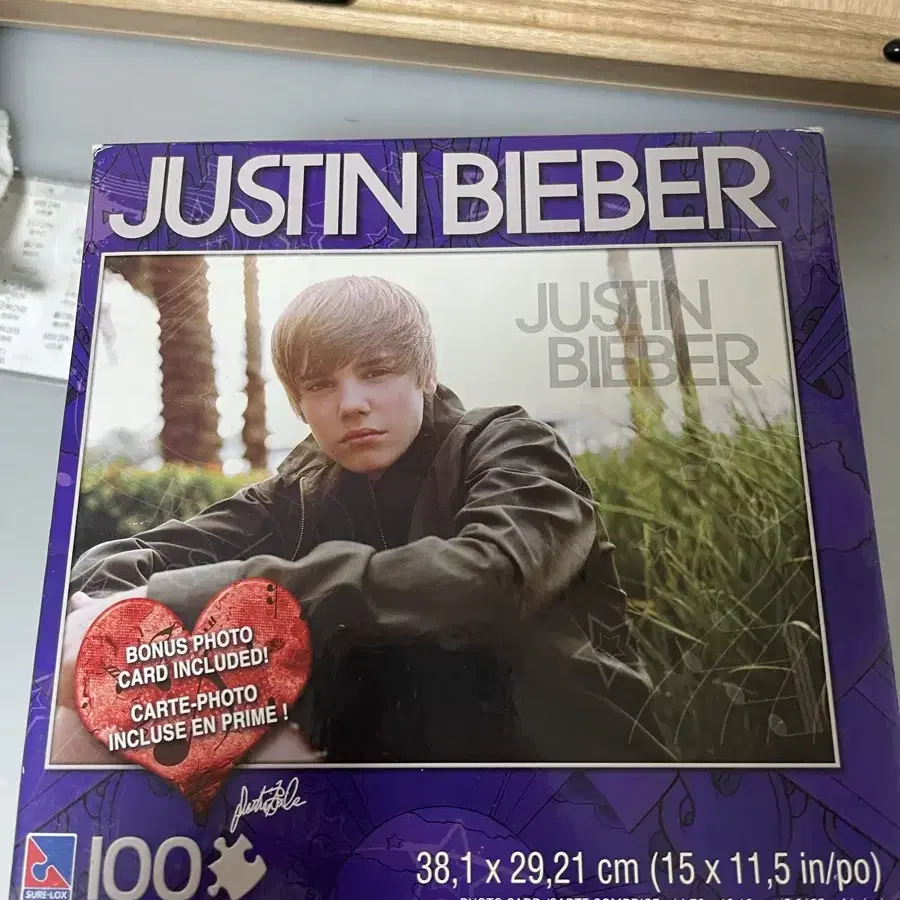 JUSTIN BIEBER
JUSTIN
BIEBER
BONUS PHOTO
CARD INCLUDED!
CARTE-PHOTO
INCLUSE EN PRIME !
SURE-LOX
100
38,1 x 29,21 cm (15 x 11,5 in/po)